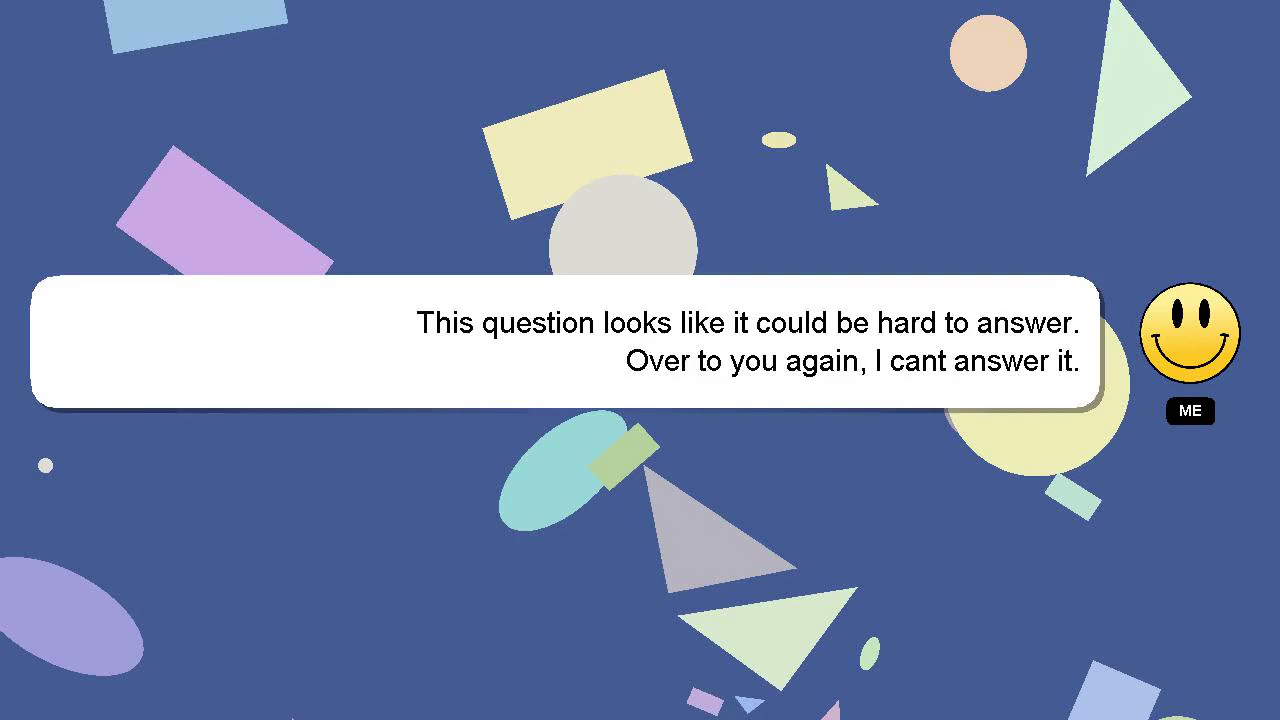 This question looks like it could be hard to answer.
Over to you again, I cant answer it.
ME